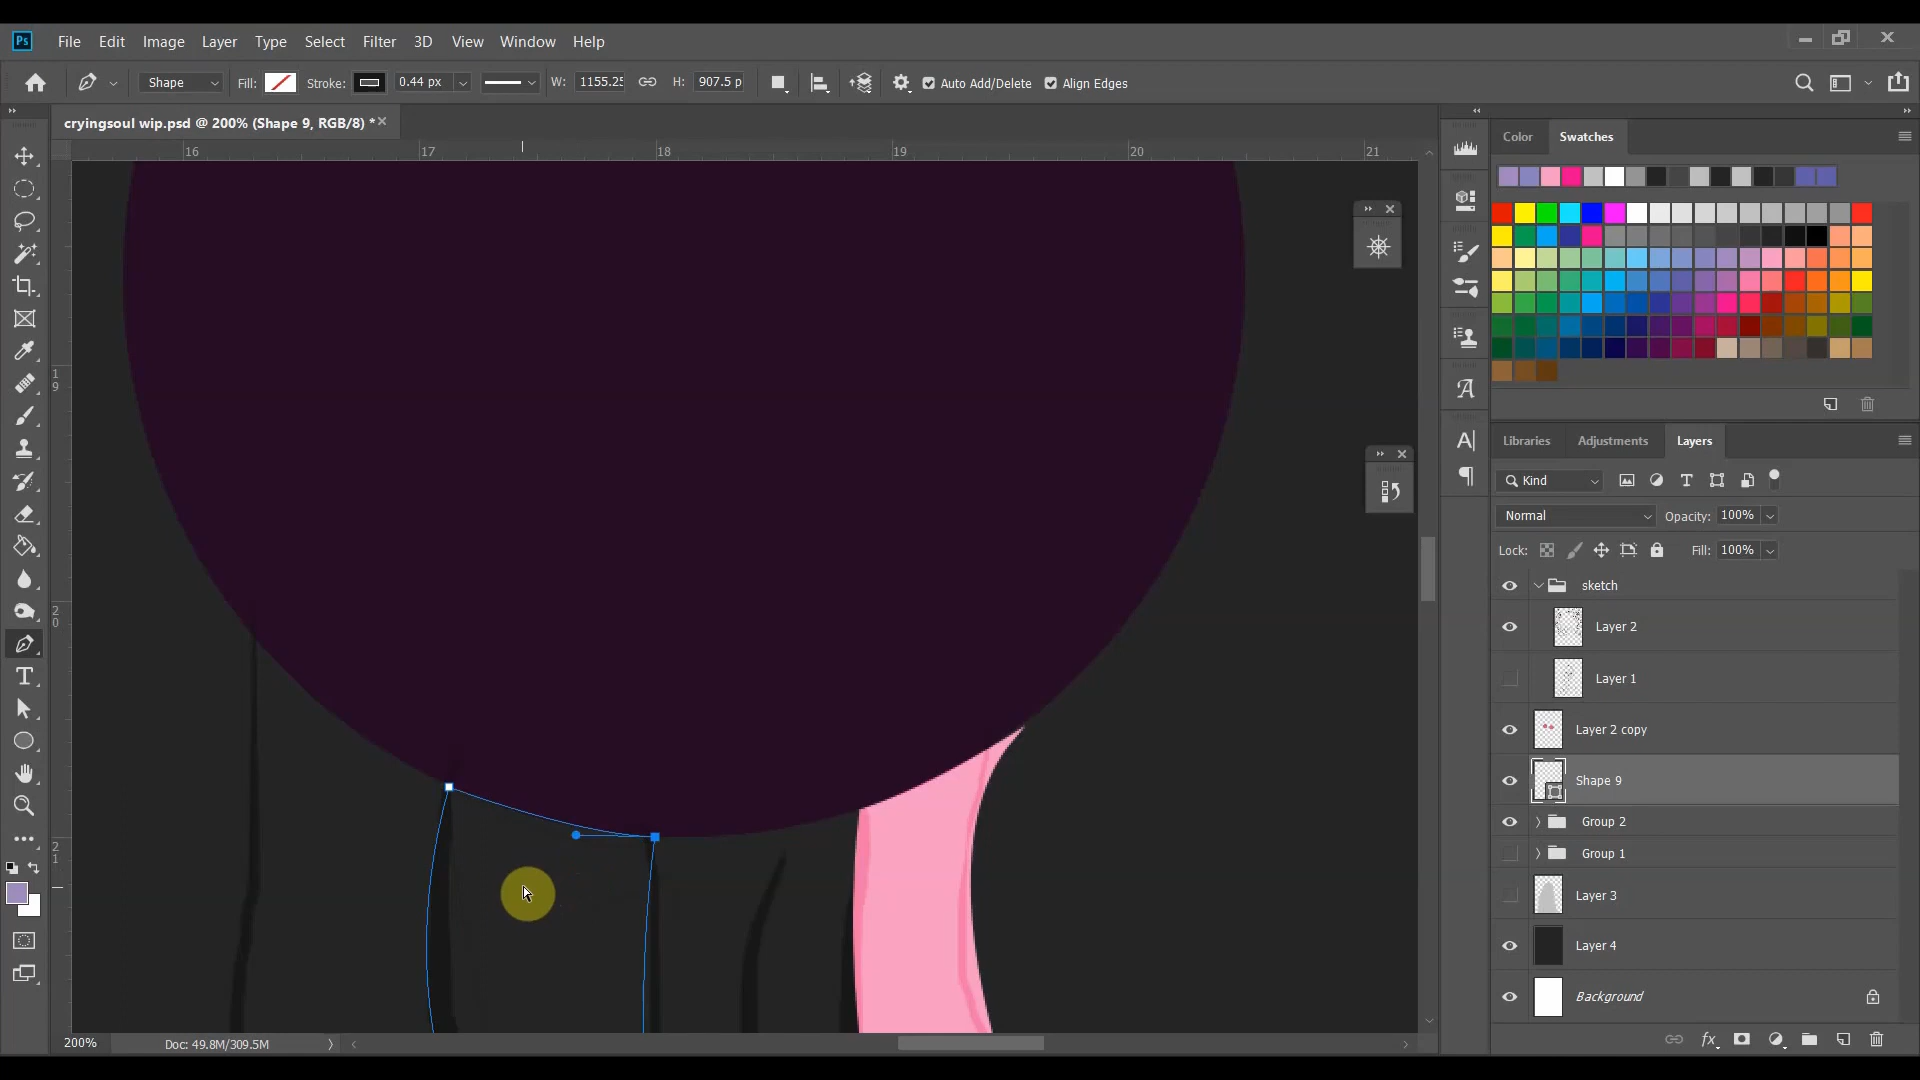 Ps File Edit Image Layer Type Select Filter 3D View Window Help
Shape Fill: Stroke: 0.44 px W: 1155.25 H: 907.5 p Auto Add/Delete Align Edges
cryingsoul wip.psd @ 200% (Shape 9, RGB/8) *
16 17 18 19 20 21
19
20
21
Color Swatches
Libraries Adjustments Layers
Kind
Normal Opacity: 100%
Lock: Fill: 100%
sketch
Layer 2
Layer 1
Layer 2 copy
Shape 9
Group 2
Group 1
Layer 3
Layer 4
Background
200% Doc: 49.8M/309.5M